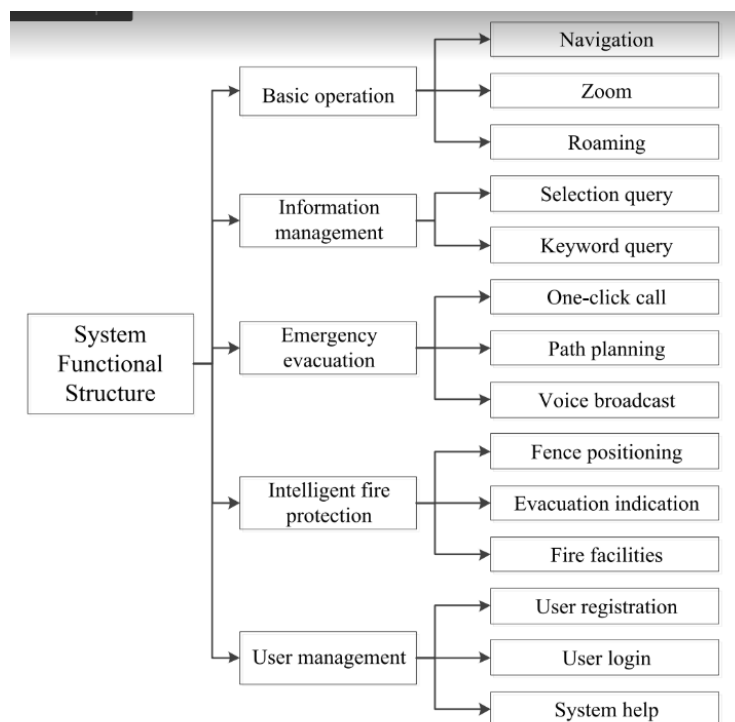 Navigation
Basic operation
Zoom
Roaming
Information
management
Selection query
Keyword query
System
Functional
Structure
Emergency
evacuation
One-click call
Path planning
Voice broadcast
Intelligent fire
protection
Fence positioning
Evacuation indication
Fire facilities
User management
User registration
User login
System help